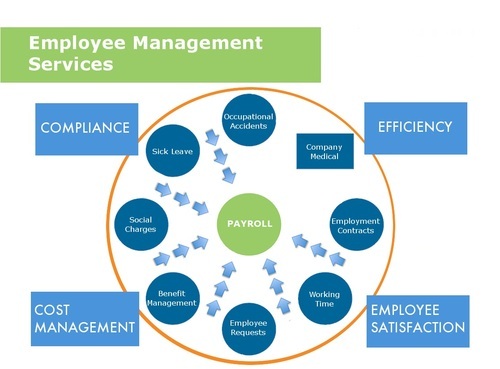 Employee Management
Services
COMPLIANCE
EFFICIENCY
Occupational
Accidents
Sick Leave
Company
Medical
Social
Charges
PAYROLL
Employment
Contracts
Benefit
Management
Working
Time
Employee
Requests
COST
MANAGEMENT
EMPLOYEE
SATISFACTION